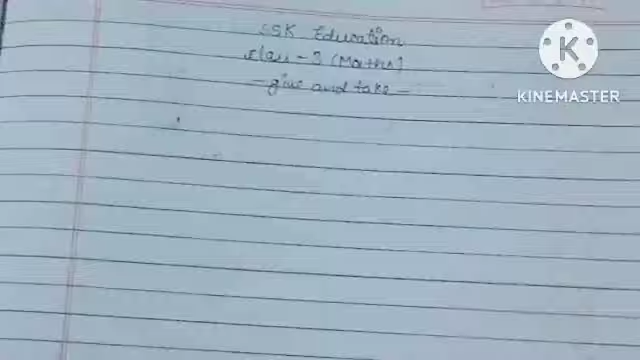 SSK Education
Class - 3 (Maths)
- give and take -
K
KINEMASTER